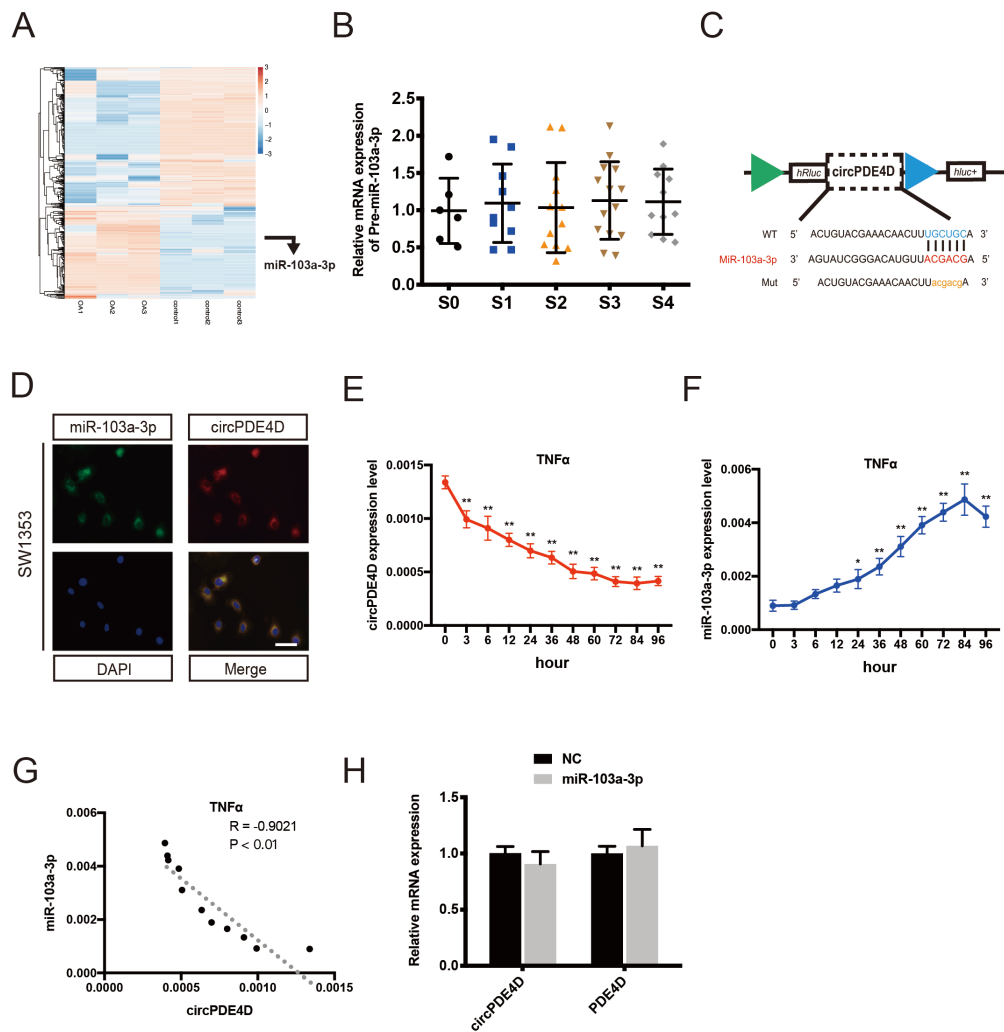 A
3
2
1
0
−1
−2
−3
miR-103a-3p
OA1
OA2
OA3
control1
control2
control3
B
Relative mRNA expression
of Pre-miR-103a-3p
2.5
2.0
1.5
1.0
0.5
0.0
S0 S1 S2 S3 S4
C
hRluc circPDE4D hluc+
WT 5' ACUGUACGAAACAACUUUGCUGCA 3'
MiR-103a-3p 3' AGUAUCGGGACAUGUUACGACGA 5'
Mut 5' ACUGUACGAAACAACUUacgacgA 3'
D
miR-103a-3p circPDE4D
SW1353
DAPI Merge
E
TNFα
circPDE4D expression level
0.0015
0.0010
0.0005
0.0000
** ** ** ** ** ** ** ** ** **
0 3 6 12 24 36 48 60 72 84 96
hour
F
TNFα
miR-103a-3p expression level
0.006
0.004
0.002
0.000
* ** ** ** ** ** **
0 3 6 12 24 36 48 60 72 84 96
hour
G
TNFα
R = -0.9021
P < 0.01
miR-103a-3p
0.006
0.004
0.002
0.000
0.0000 0.0005 0.0010 0.0015
circPDE4D
H
NC
miR-103a-3p
Relative mRNA expression
1.5
1.0
0.5
0.0
circPDE4D
PDE4D